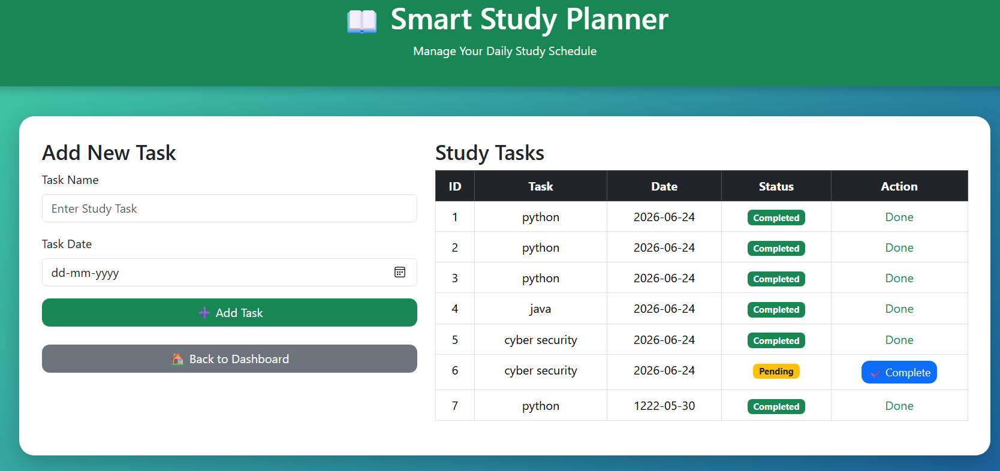 Smart Study Planner
Manage Your Daily Study Schedule
Add New Task
Task Name
Enter Study Task
Task Date
dd-mm-yyyy
Add Task
Back to Dashboard
Study Tasks
ID Task Date Status Action
1 python 2026-06-24 Completed Done
2 python 2026-06-24 Completed Done
3 python 2026-06-24 Completed Done
4 java 2026-06-24 Completed Done
5 cyber security 2026-06-24 Completed Done
6 cyber security 2026-06-24 Pending Complete
7 python 1222-05-30 Completed Done